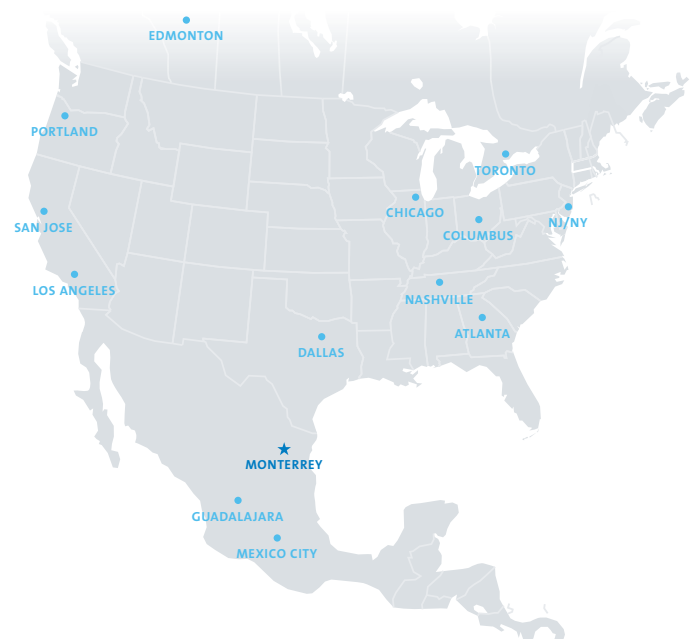 EDMONTON
PORTLAND
TORONTO
CHICAGO
SAN JOSE
NJ/NY
COLUMBUS
LOS ANGELES
NASHVILLE
ATLANTA
DALLAS
MONTERREY
GUADALAJARA
MEXICO CITY